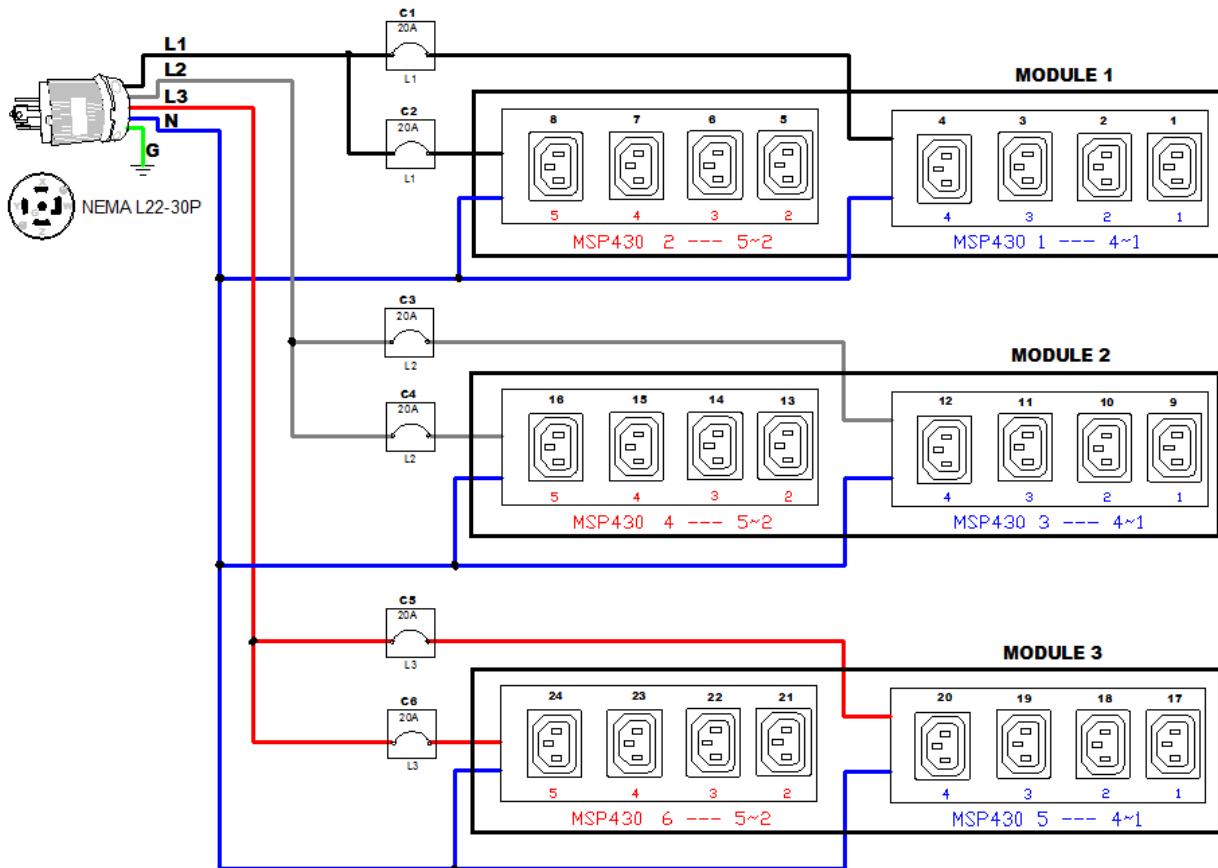 C1
20A
L1
L1
L2
L3
N
G
NEMA L22-30P
X
Y
W
G
Z
C2
20A
L1
MODULE 1
8 7 6 5
5 4 3 2
MSP430 2 --- 5~2
4 3 2 1
4 3 2 1
MSP430 1 --- 4~1
C3
20A
L2
C4
20A
L2
MODULE 2
16 15 14 13
5 4 3 2
MSP430 4 --- 5~2
12 11 10 9
4 3 2 1
MSP430 3 --- 4~1
C5
20A
L3
C6
20A
L3
MODULE 3
24 23 22 21
5 4 3 2
MSP430 6 --- 5~2
20 19 18 17
4 3 2 1
MSP430 5 --- 4~1